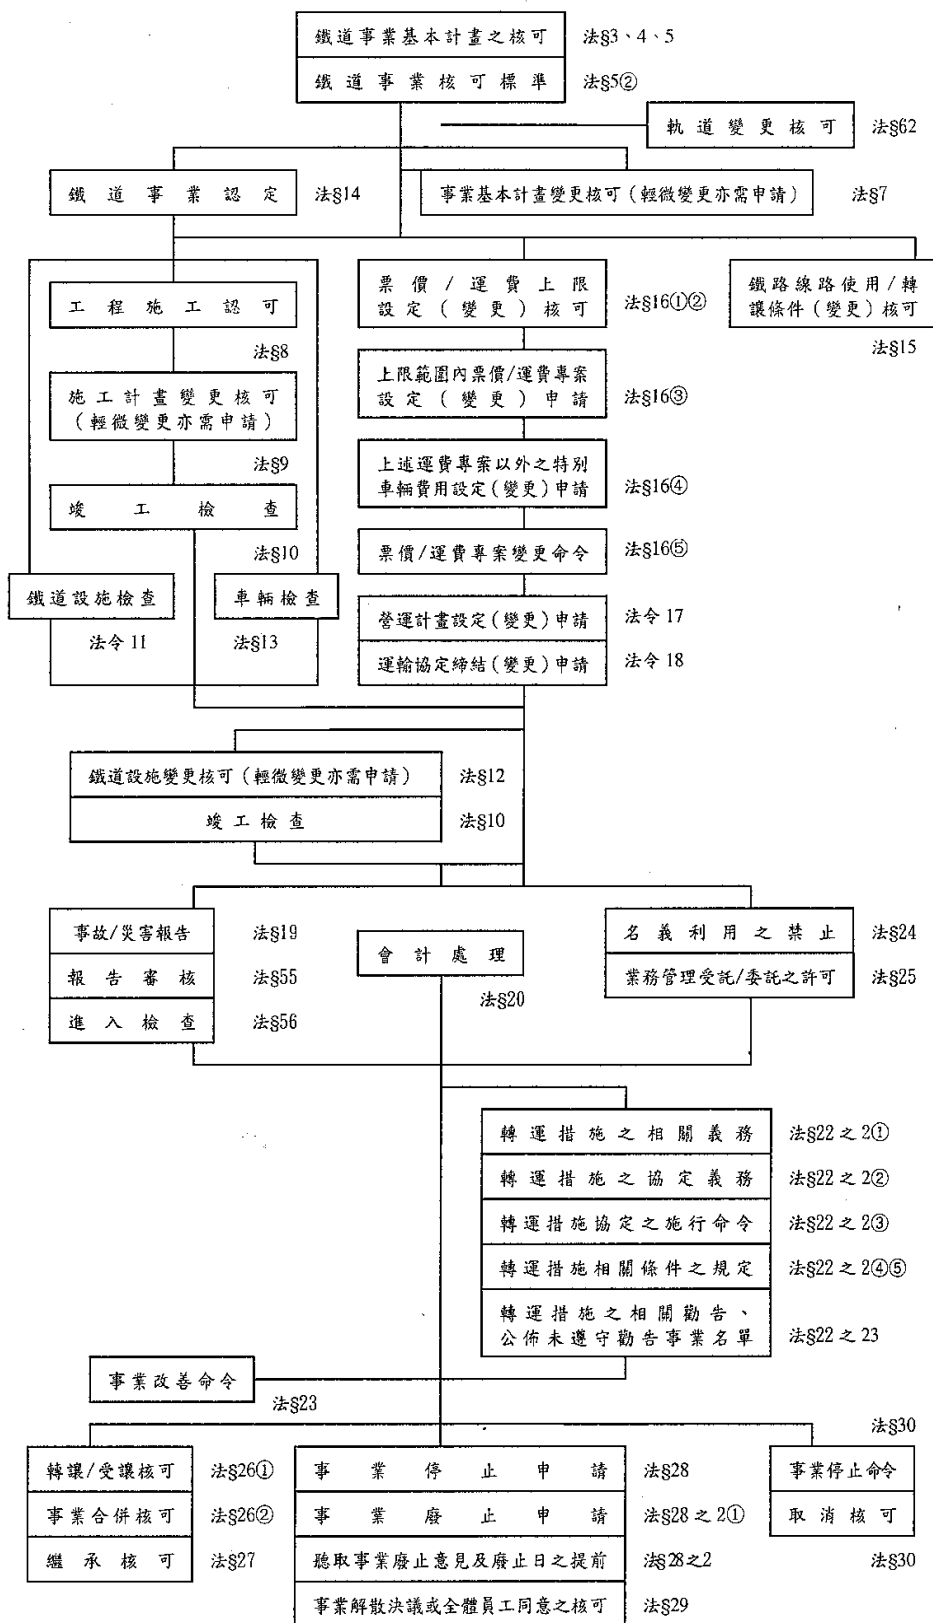 鐵道事業基本計畫之核可 法§3、4、5
鐵道事業核可標準 法§5②
軌道變更核可 法§62
鐵道事業認定 法§14
事業基本計畫變更核可(輕微變更亦需申請) 法§7
工程施工認可
法§8
施工計畫變更核可
(輕微變更亦需申請)
法§9
竣工檢查
法§10
鐵道設施檢查
法令11
車輛檢查
法§13
票價/運費上限
設定(變更)核可
法§16①②
上限範圍內票價/運費專案
設定(變更)申請
法§16③
上述運費專案以外之特別
車輛費用設定(變更)申請
法§16④
票價/運費專案變更命令 法§16⑤
營運計畫設定(變更)申請 法令17
運輸協定締結(變更)申請 法令18
鐵路線路使用/轉
讓條件(變更)核可
法§15
鐵道設施變更核可(輕微變更亦需申請) 法§12
竣工檢查 法§10
事故/災害報告 法§19
報告審核 法§55
進入檢查 法§56
會計處理
法§20
名義利用之禁止 法§24
業務管理受託/委託之許可 法§25
轉運措施之相關義務 法§22之2①
轉運措施之協定義務 法§22之2②
轉運措施協定之施行命令 法§22之2③
轉運措施相關條件之規定 法§22之2④⑤
轉運措施之相關勸告、
公佈未遵守勸告事業名單
法§22之23
事業改善命令
法§23
轉讓/受讓核可 法§26①
事業合併核可 法§26②
繼承核可 法§27
事業停止申請 法§28
事業廢止申請 法§28之2①
聽取事業廢止意見及廢止日之提前 法§28之2
事業解散決議或全體員工同意之核可 法§29
法§30
事業停止命令
取消核可
法§30